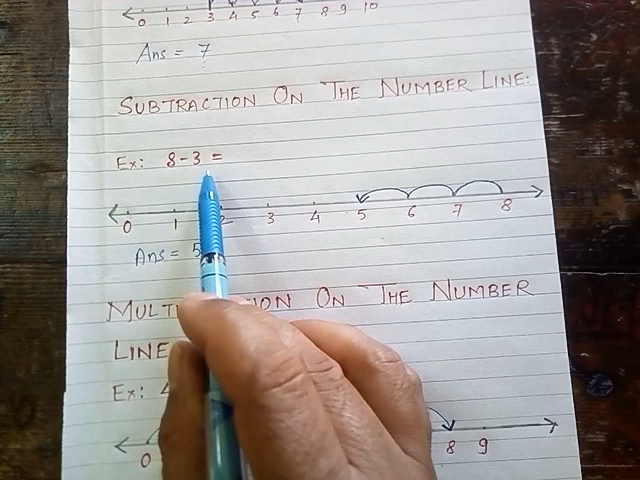 0 1 2 3 4 5 6 7 8 9 10
Ans = 7
SUBTRACTION ON THE NUMBER LINE:
Ex: 8-3 =
0 1 2 3 4 5 6 7 8
Ans = 5
ON THE NUMBER
LINE
Ex:
0 8 9